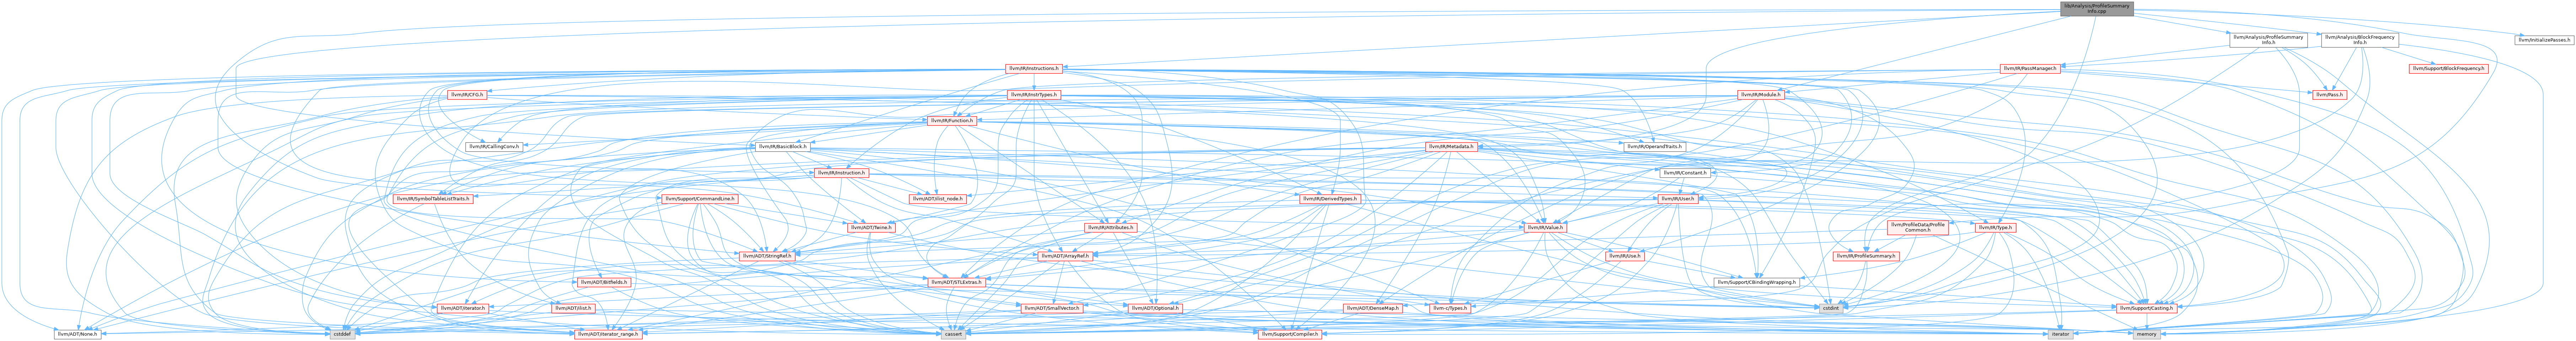 lib/Analysis/ProfileSummary
Info.cpp
llvm/Analysis/ProfileSummary
Info.h
llvm/Analysis/BlockFrequency
Info.h
llvm/InitializePasses.h
llvm/IR/Instructions.h
llvm/IR/PassManager.h
llvm/Support/BlockFrequency.h
llvm/IR/CFG.h
llvm/IR/InstrTypes.h
llvm/IR/Module.h
llvm/Pass.h
llvm/IR/Function.h
llvm/IR/CallingConv.h
llvm/IR/BasicBlock.h
llvm/IR/Metadata.h
llvm/IR/OperandTraits.h
llvm/IR/Instruction.h
llvm/IR/Constant.h
llvm/IR/SymbolTableListTraits.h
llvm/Support/CommandLine.h
llvm/ADT/ilist_node.h
llvm/IR/DerivedTypes.h
llvm/IR/User.h
llvm/ADT/Twine.h
llvm/IR/Attributes.h
llvm/IR/Value.h
llvm/ProfileData/Profile
Common.h
llvm/IR/Type.h
llvm/ADT/StringRef.h
llvm/ADT/ArrayRef.h
llvm/IR/Use.h
llvm/IR/ProfileSummary.h
llvm/ADT/Bitfields.h
llvm/ADT/STLExtras.h
llvm/Support/CBindingWrapping.h
llvm/ADT/iterator.h
llvm/ADT/ilist.h
llvm/ADT/SmallVector.h
llvm/ADT/Optional.h
llvm/ADT/DenseMap.h
llvm-c/Types.h
cstdint
llvm/Support/Casting.h
llvm/ADT/None.h
cstddef
llvm/ADT/iterator_range.h
cassert
llvm/Support/Compiler.h
iterator
memory